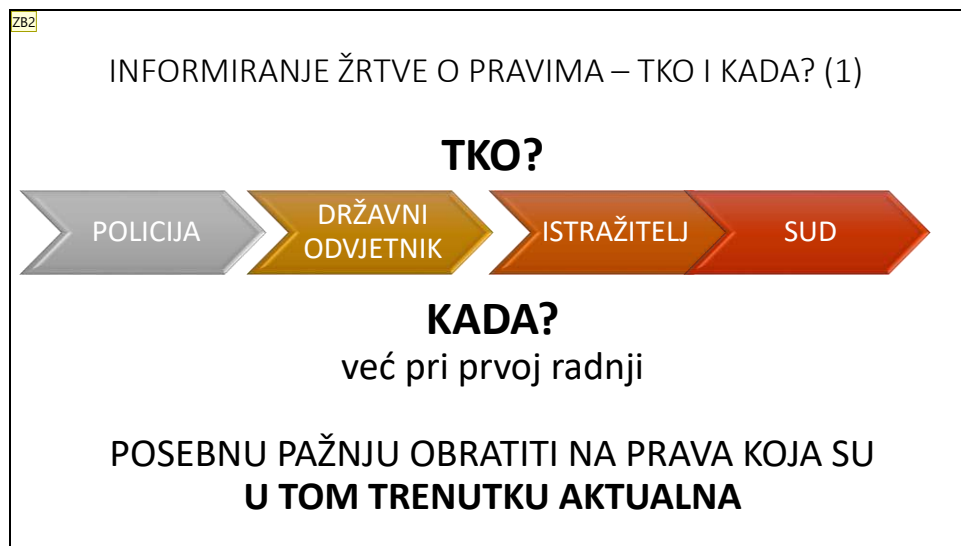 ZB2
INFORMIRANJE ŽRTVE O PRAVIMA – TKO I KADA? (1)
TKO?
POLICIJA
DRŽAVNI
ODVJETNIK
ISTRAŽITELJ
SUD
KADA?
već pri prvoj radnji
POSEBNU PAŽNJU OBRATITI NA PRAVA KOJA SU
U TOM TRENUTKU AKTUALNA